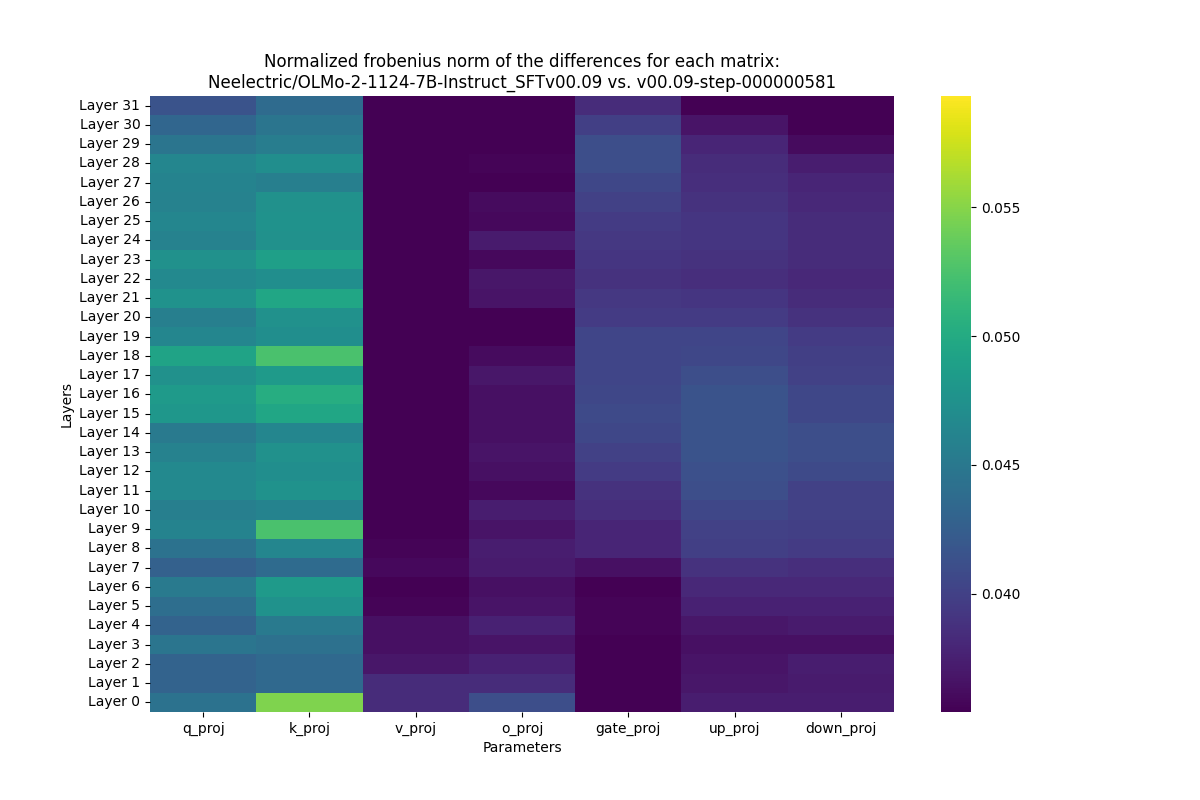 Normalized frobenius norm of the differences for each matrix:
Neelectric/OLMo-2-1124-7B-Instruct_SFTv00.09 vs. v00.09-step-000000581
Layer 31
Layer 30
Layer 29
Layer 28
Layer 27
Layer 26
Layer 25
Layer 24
Layer 23
Layer 22
Layer 21
Layer 20
Layer 19
Layer 18
Layer 17
Layer 16
Layer 15
Layer 14
Layer 13
Layer 12
Layer 11
Layer 10
Layer 9
Layer 8
Layer 7
Layer 6
Layer 5
Layer 4
Layer 3
Layer 2
Layer 1
Layer 0
Layers
q_proj k_proj v_proj o_proj gate_proj up_proj down_proj
Parameters
0.055
0.050
0.045
0.040